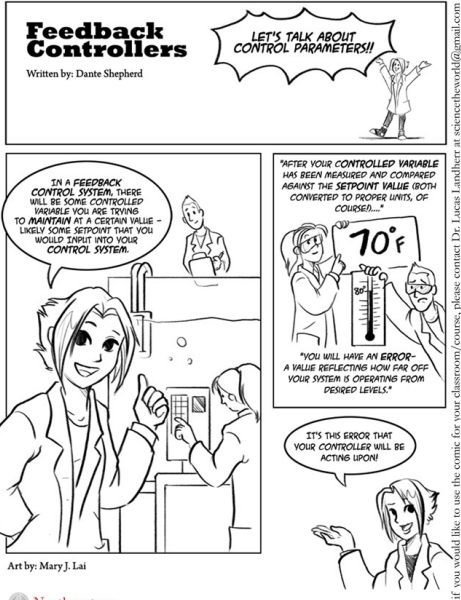 Feedback
Controllers
Written by: Dante Shepherd
LET'S TALK ABOUT
CONTROL PARAMETERS!!
IN A FEEDBACK
CONTROL SYSTEM, THERE
WILL BE SOME CONTROLLED
VARIABLE YOU ARE TRYING
TO MAINTAIN AT A CERTAIN VALUE -
LIKELY SOME SETPOINT THAT YOU
WOULD INPUT INTO YOUR
CONTROL SYSTEM.
"AFTER YOUR CONTROLLED VARIABLE
HAS BEEN MEASURED AND COMPARED
AGAINST THE SETPOINT VALUE (BOTH
CONVERTED TO PROPER UNITS, OF
COURSE!)...."
70°F
80°
"YOU WILL HAVE AN ERROR-
A VALUE REFLECTING HOW FAR OFF
YOUR SYSTEM IS OPERATING FROM
DESIRED LEVELS."
IT'S THIS ERROR THAT
YOUR CONTROLLER WILL BE
ACTING UPON!
Art by: Mary J. Lai
if you would like to use the comic for your classroom/course, please contact Dr. Lucas Landherr at sciencetheworld@gmail.com